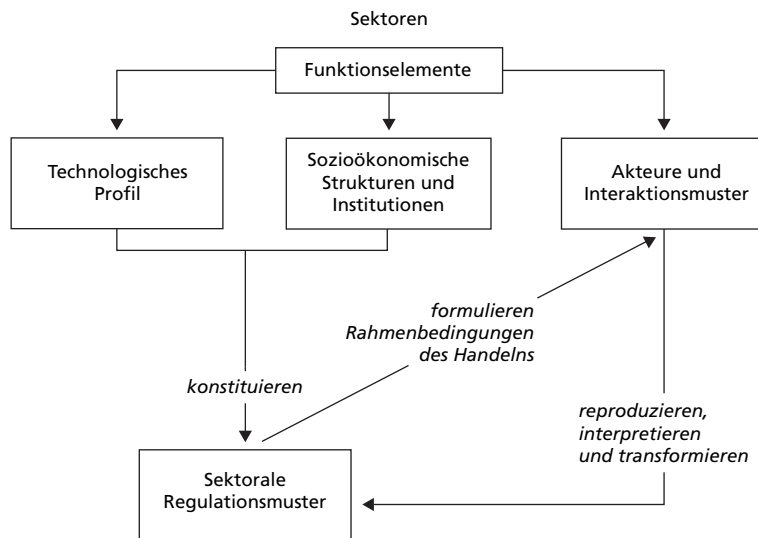 Sektoren
Funktionselemente
Technologisches
Profil
Sozioökonomische
Strukturen und
Institutionen
Akteure und
Interaktionsmuster
formulieren
Rahmenbedingungen
des Handelns
konstituieren
reproduzieren,
interpretieren
und transformieren
Sektorale
Regulationsmuster